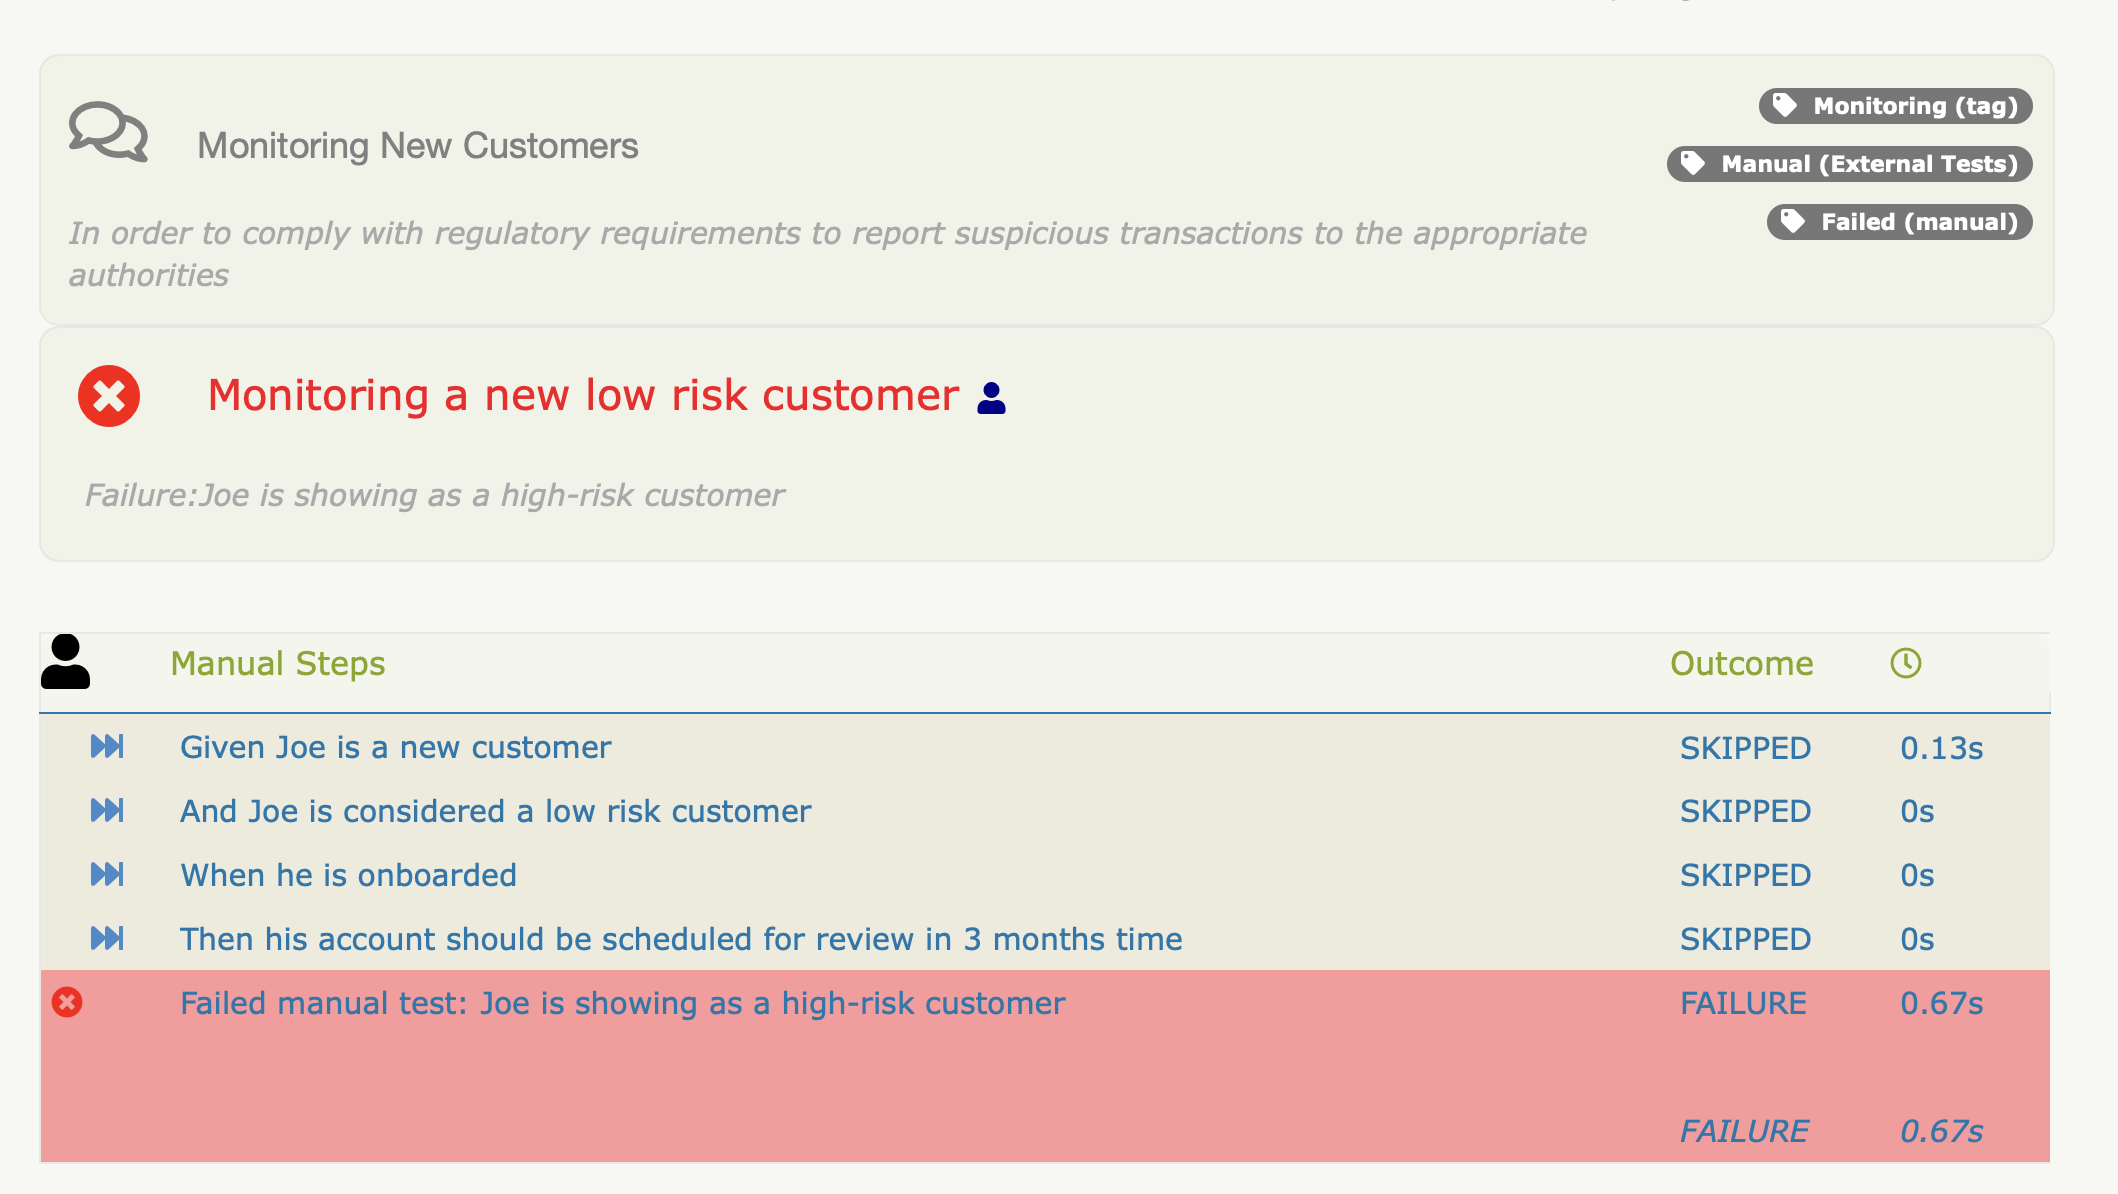 Monitoring New Customers
Monitoring (tag)
Manual (External Tests)
Failed (manual)
In order to comply with regulatory requirements to report suspicious transactions to the appropriate
authorities
Monitoring a new low risk customer
Failure:Joe is showing as a high-risk customer
Manual Steps Outcome
Given Joe is a new customer SKIPPED 0.13s
And Joe is considered a low risk customer SKIPPED 0s
When he is onboarded SKIPPED 0s
Then his account should be scheduled for review in 3 months time SKIPPED 0s
Failed manual test: Joe is showing as a high-risk customer FAILURE 0.67s
FAILURE 0.67s